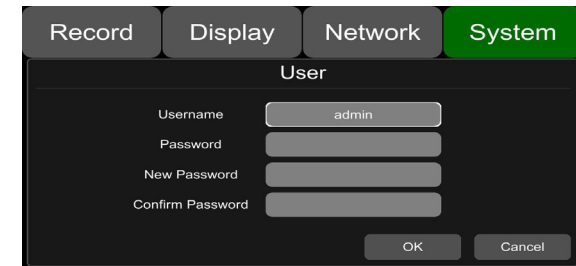 Record Display Network System
User
Username admin
Password
New Password
Confirm Password
OK Cancel